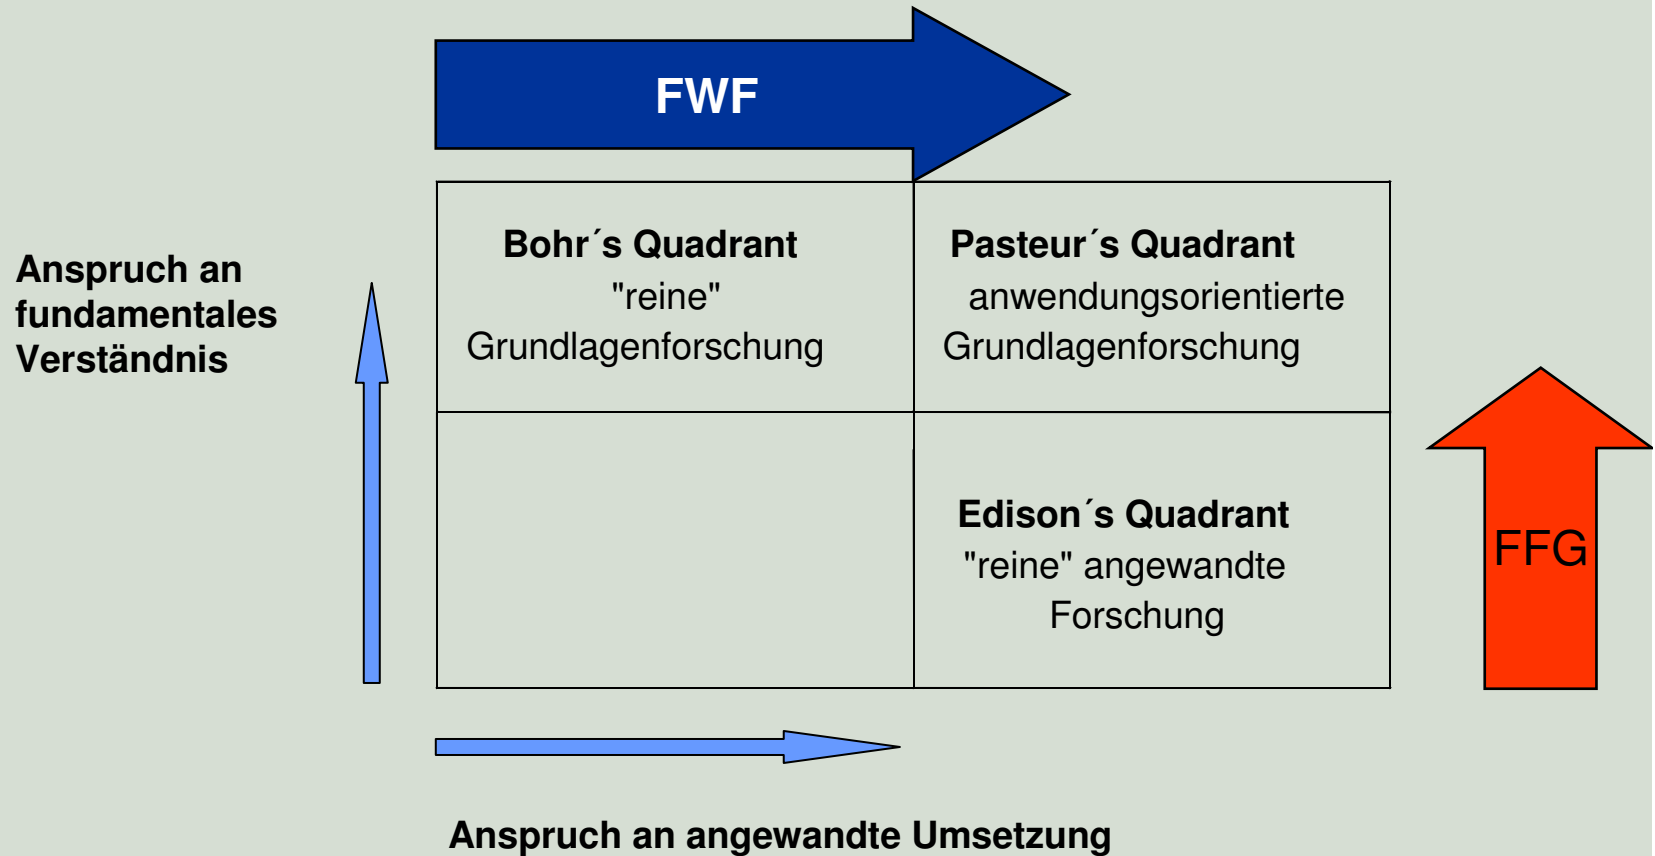 FWF
Anspruch an
fundamentales
Verständnis
Bohr´s Quadrant
"reine"
Grundlagenforschung
Pasteur´s Quadrant
anwendungsorientierte
Grundlagenforschung
Edison´s Quadrant
"reine" angewandte
Forschung
FFG
Anspruch an angewandte Umsetzung